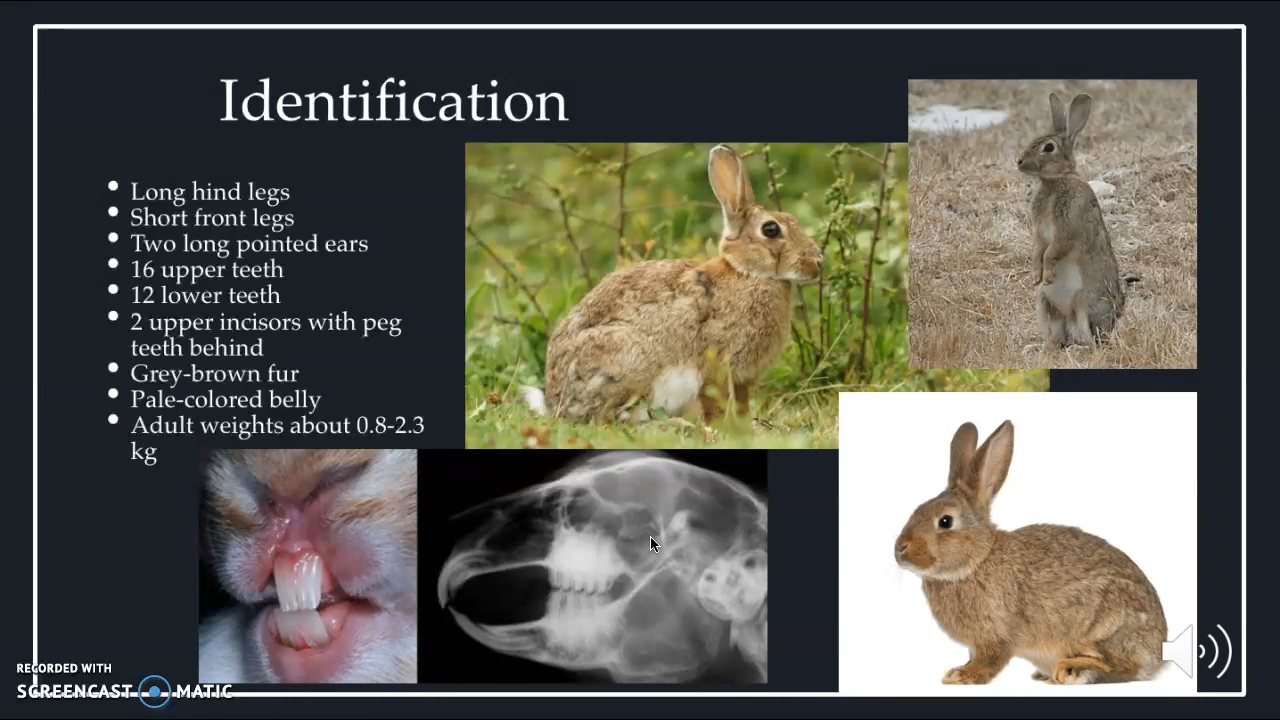 Identification
Long hind legs
Short front legs
Two long pointed ears
16 upper teeth
12 lower teeth
2 upper incisors with peg
teeth behind
Grey-brown fur
Pale-colored belly
Adult weights about 0.8-2.3
kg
RECORDED WITH
SCREENCAST MATIC